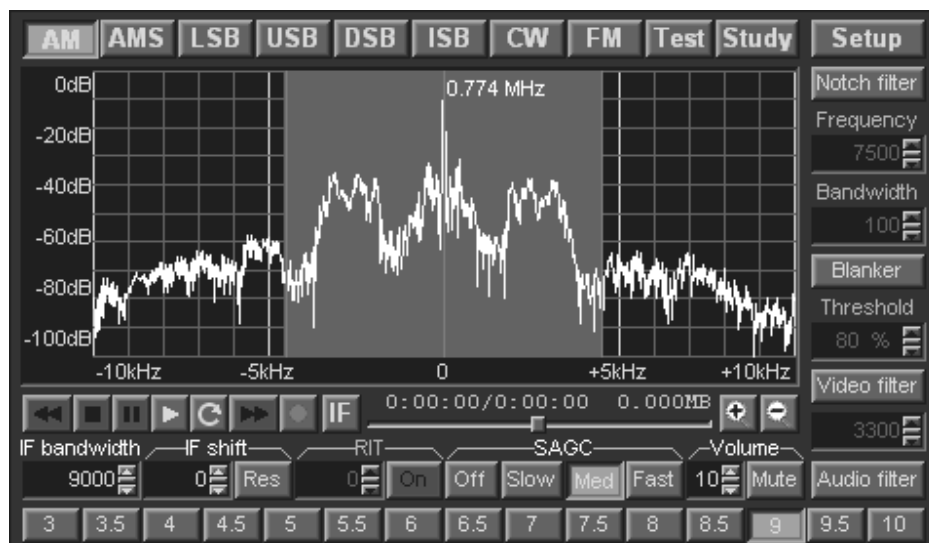 AM AMS LSB USB DSB ISB CW FM Test Study Setup
0dB
-20dB
-40dB
-60dB
-80dB
-100dB
0.774 MHz
-10kHz -5kHz 0 +5kHz +10kHz
Notch filter
Frequency
7500
Bandwidth
100
Blanker
Threshold
80 %
Video filter
3300
Audio filter
IF 0:00:00/0:00:00 0.000MB
IF bandwidth IF shift RIT SAGC Volume
9000 0 Res 0 On Off Slow Med Fast 10 Mute
3 3.5 4 4.5 5 5.5 6 6.5 7 7.5 8 8.5 9 9.5 10